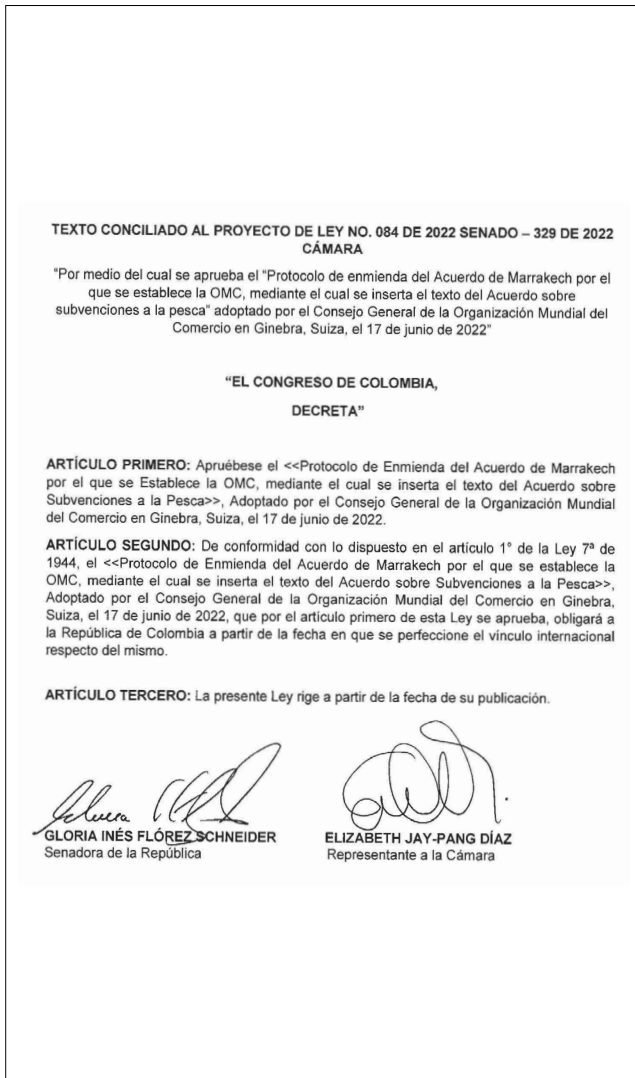 TEXTO CONCILIADO AL PROYECTO DE LEY NO. 084 DE 2022 SENADO – 329 DE 2022
CÁMARA
"Por medio del cual se aprueba el "Protocolo de enmienda del Acuerdo de Marrakech por el
que se establece la OMC, mediante el cual se inserta el texto del Acuerdo sobre
subvenciones a la pesca" adoptado por el Consejo General de la Organización Mundial del
Comercio en Ginebra, Suiza, el 17 de junio de 2022"
"EL CONGRESO DE COLOMBIA,
DECRETA"
ARTÍCULO PRIMERO: Apruébese el <<Protocolo de Enmienda del Acuerdo de Marrakech
por el que se Establece la OMC, mediante el cual se inserta el texto del Acuerdo sobre
Subvenciones a la Pesca>>, Adoptado por el Consejo General de la Organización Mundial
del Comercio en Ginebra, Suiza, el 17 de junio de 2022.
ARTÍCULO SEGUNDO: De conformidad con lo dispuesto en el artículo 1° de la Ley 7ª de
1944, el <<Protocolo de Enmienda del Acuerdo de Marrakech por el que se establece la
OMC, mediante el cual se inserta el texto del Acuerdo sobre Subvenciones a la Pesca>>,
Adoptado por el Consejo General de la Organización Mundial del Comercio en Ginebra,
Suiza, el 17 de junio de 2022, que por el artículo primero de esta Ley se aprueba, obligará a
la República de Colombia a partir de la fecha en que se perfeccione el vínculo internacional
respecto del mismo.
ARTÍCULO TERCERO: La presente Ley rige a partir de la fecha de su publicación.
GLORIA INÉS FLÓREZ SCHNEIDER
Senadora de la República
ELIZABETH JAY-PANG DÍAZ
Representante a la Cámara